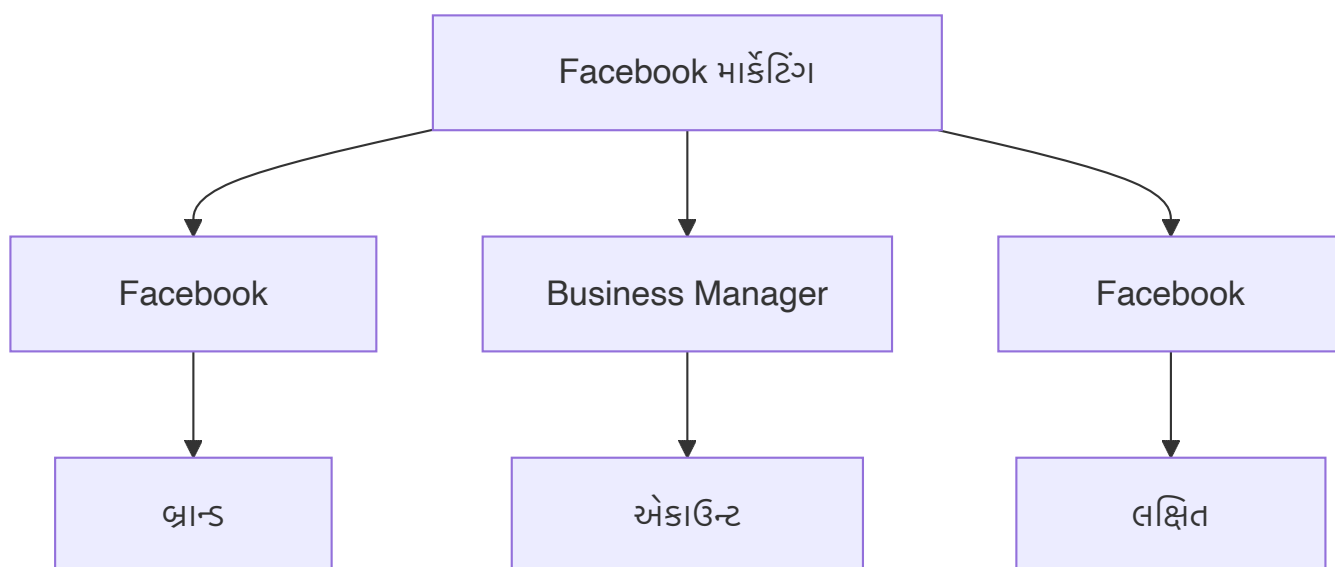 Facebook માર્કેટિંગ
Facebook
Business Manager
Facebook
બ્રાન્ડ
એકાઉન્ટ
લક્ષિત